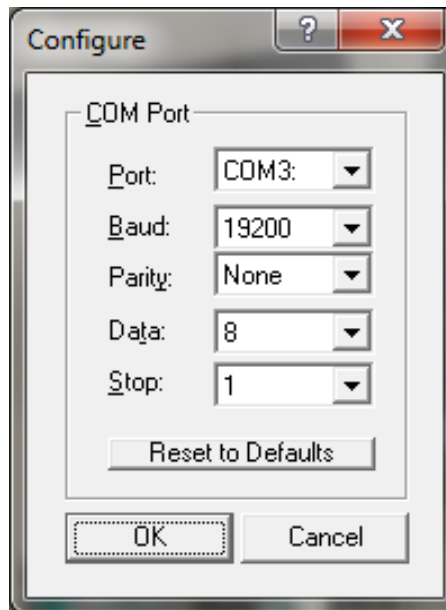 Configure
COM Port
Port: COM3:
Baud: 19200
Parity: None
Data: 8
Stop: 1
Reset to Defaults
OK Cancel